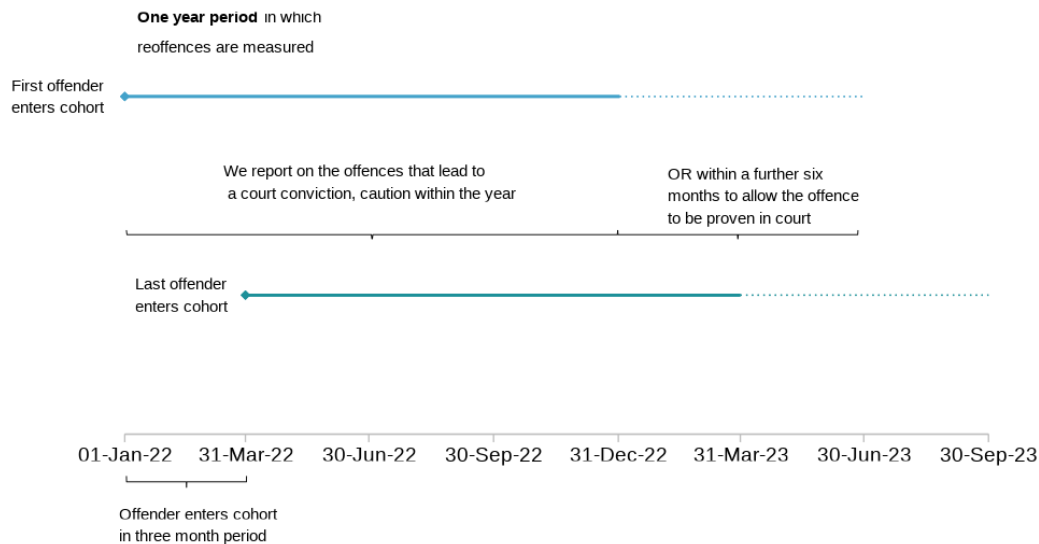 One year period in which
reoffences are measured
First offender
enters cohort
We report on the offences that lead to
a court conviction, caution within the year
OR within a further six
months to allow the offence
to be proven in court
Last offender
enters cohort
01-Jan-22 31-Mar-22 30-Jun-22 30-Sep-22 31-Dec-22 31-Mar-23 30-Jun-23 30-Sep-23
Offender enters cohort
in three month period